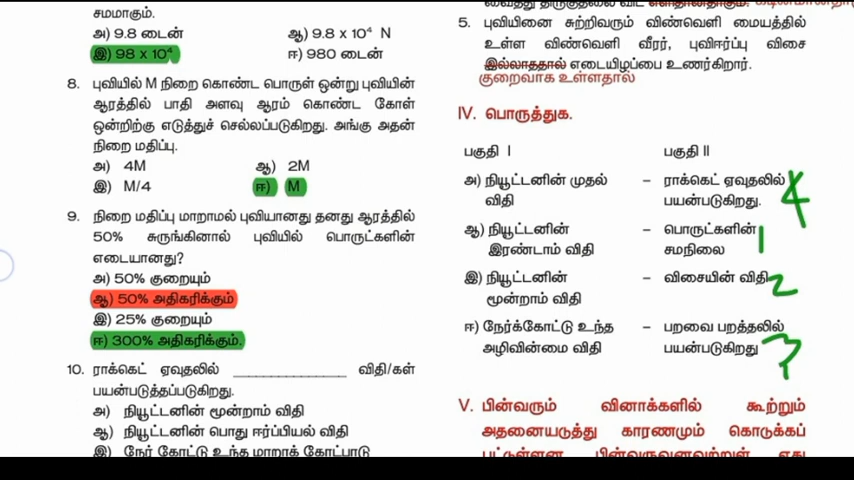 சமமாகும்.
அ) 9.8 டைன்
ஆ) 9.8 x 10⁴ N
இ) 98 x 10⁴
ஈ) 980 டைன்
8. புவியில் M நிறை கொண்ட பொருள் ஒன்று புவியின்
ஆரத்தில் பாதி அளவு ஆரம் கொண்ட கோள்
ஒன்றிற்கு எடுத்துச் செல்லப்படுகிறது. அங்கு அதன்
நிறை மதிப்பு.
அ) 4M
ஆ) 2M
இ) M/4
ஈ) M
9. நிறை மதிப்பு மாறாமல் புவியானது தனது ஆரத்தில்
50% சுருங்கினால் புவியில் பொருட்களின்
எடையானது?
அ) 50% குறையும்
ஆ) 50% அதிகரிக்கும்
இ) 25% குறையும்
ஈ) 300% அதிகரிக்கும்.
10. ராக்கெட் ஏவுதலில் ________________ விதி/கள்
பயன்படுத்தப்படுகிறது.
அ) நியூட்டனின் மூன்றாம் விதி
ஆ) நியூட்டனின் பொது ஈர்ப்பியல் விதி
இ) நேர் கோட்டு உந்த மாறாக் கோட்பாடு
5. புவியினை சுற்றிவரும் விண்வெளி மையத்தில்
உள்ள விண்வெளி வீரர், புவிஈர்ப்பு விசை
இல்லாததால் எடையிழப்பை உணர்கிறார்.
குறைவாக உள்ளதால்
IV. பொருத்துக.
பகுதி I
பகுதி II
அ) நியூட்டனின் முதல் – ராக்கெட் ஏவுதலில் 4
விதி பயன்படுகிறது.
ஆ) நியூட்டனின் – பொருட்களின் 1
இரண்டாம் விதி சமநிலை
இ) நியூட்டனின் – விசையின் விதி 2
மூன்றாம் விதி
ஈ) நேர்க்கோட்டு உந்த – பறவை பறத்தலில் 3
அழிவின்மை விதி பயன்படுகிறது
V. பின்வரும் வினாக்களில் கூற்றும்
அதனையடுத்து காரணமும் கொடுக்கப்
பட்டுள்ளன. பின்வருவனவற்றுள் எது